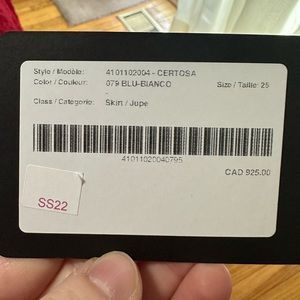 Style / Modèle: 4101102004 - CERTOSA
Color / Couleur: 079 BLU-BIANCO Size / Taille: 25
-
Class / Categorie: Skirt / Jupe
41011020040795
CAD 925.00
SS22